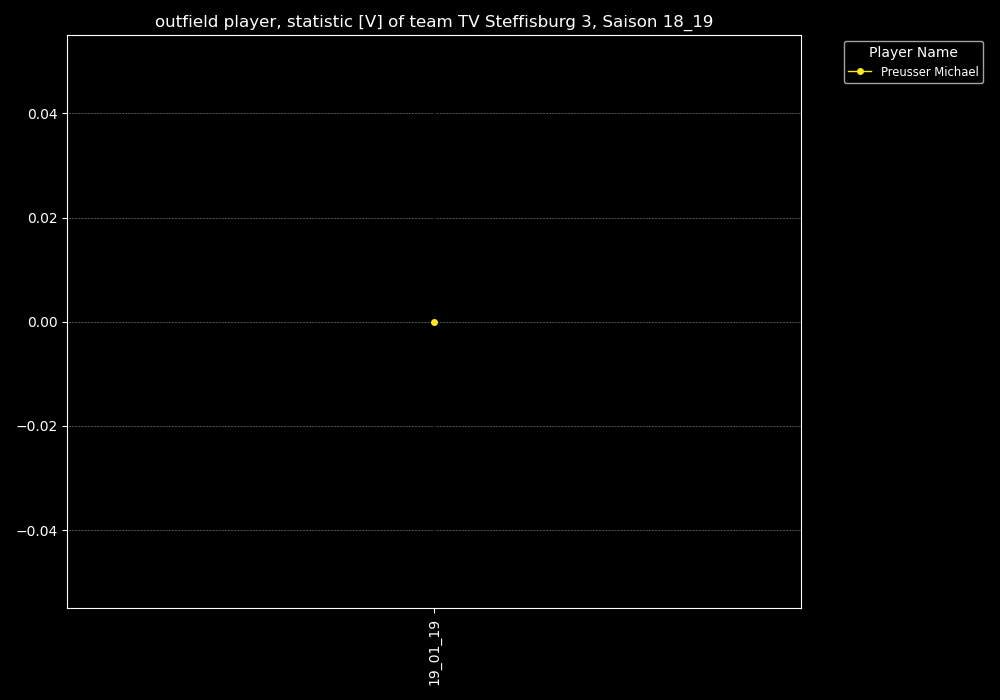 outfield player, statistic [V] of team TV Steffisburg 3, Saison 18_19
Player Name
Preusser Michael
0.04
0.02
0.00
−0.02
−0.04
19_01_19